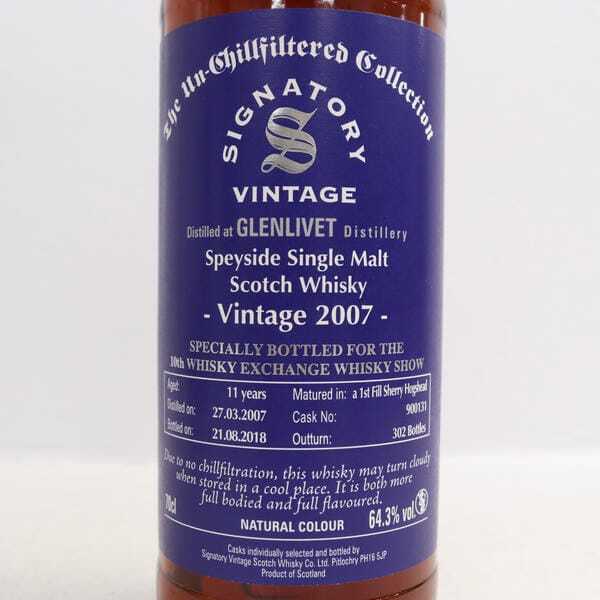 The Un-Chillfiltered Collection
SIGNATORY
S
VINTAGE
Distilled at GLENLIVET Distillery
Speyside Single Malt
Scotch Whisky
- Vintage 2007 -
SPECIALLY BOTTLED FOR THE
10th WHISKY EXCHANGE WHISKY SHOW
Aged: 11 years Matured in: a 1st Fill Sherry Hogshead
Distilled on: 27.03.2007 Cask No: 900131
Bottled on: 21.08.2018 Outturn: 302 Bottles
Due to no chillfiltration, this whisky may turn cloudy
when stored in a cool place. It is both more
full bodied and full flavoured.
70cl NATURAL COLOUR 64.3% vol. S
Casks individually selected and bottled by
Signatory Vintage Scotch Whisky Co. Ltd. Pitlochry PH16 5JP
Product of Scotland